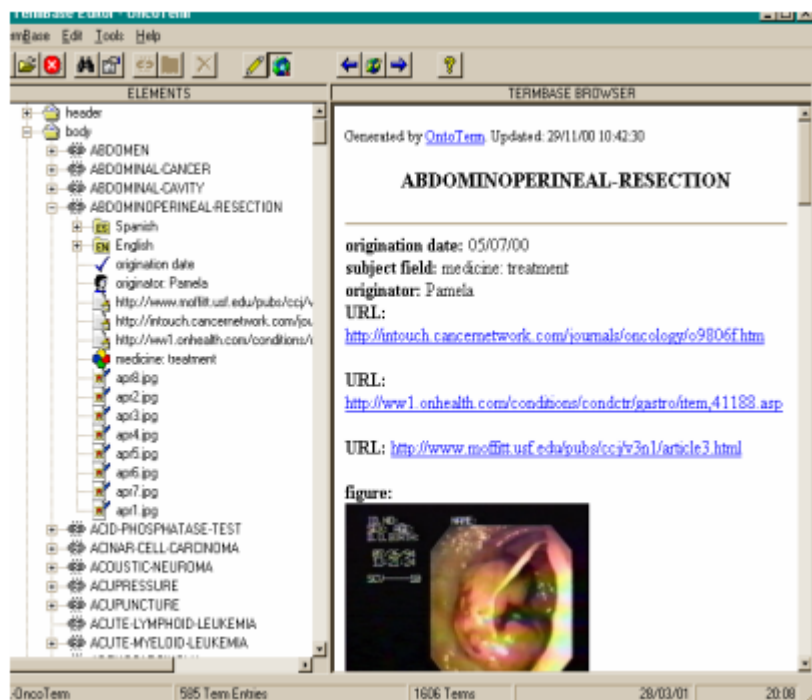 TermBase Editor - OncoTerm
rmBase Edit Tools Help
ELEMENTS
header
body
ABDOMEN
ABDOMINAL-CANCER
ABDOMINAL-CAVITY
ABDOMINOPERINEAL-RESECTION
ES Spanish
EN English
origination date
originator: Pamela
http://www.moffitt.usf.edu/pubs/ccj/v
http://intouch.cancernetwork.com/jou
http://ww1.onhealth.com/conditions/
medicine: treatment
apr8.jpg
apr2.jpg
apr3.jpg
apr4.jpg
apr5.jpg
apr6.jpg
apr7.jpg
apr1.jpg
ACID-PHOSPHATASE-TEST
ACINAR-CELL-CARCINOMA
ACOUSTIC-NEUROMA
ACUPRESSURE
ACUPUNCTURE
ACUTE-LYMPHOID-LEUKEMIA
ACUTE-MYELOID-LEUKEMIA
TERMBASE BROWSER
Generated by OntoTerm. Updated: 29/11/00 10:42:30
ABDOMINOPERINEAL-RESECTION
origination date: 05/07/00
subject field: medicine: treatment
originator: Pamela
URL:
http://intouch.cancernetwork.com/journals/oncology/o9806f.htm
URL:
http://ww1.onhealth.com/conditions/condctr/gastro/item,41188.asp
URL: http://www.moffitt.usf.edu/pubs/ccj/v3n1/article3.html
figure:
NAME:
-OncoTerm 585 Term Entries 1606 Terms 28/03/01 20:08